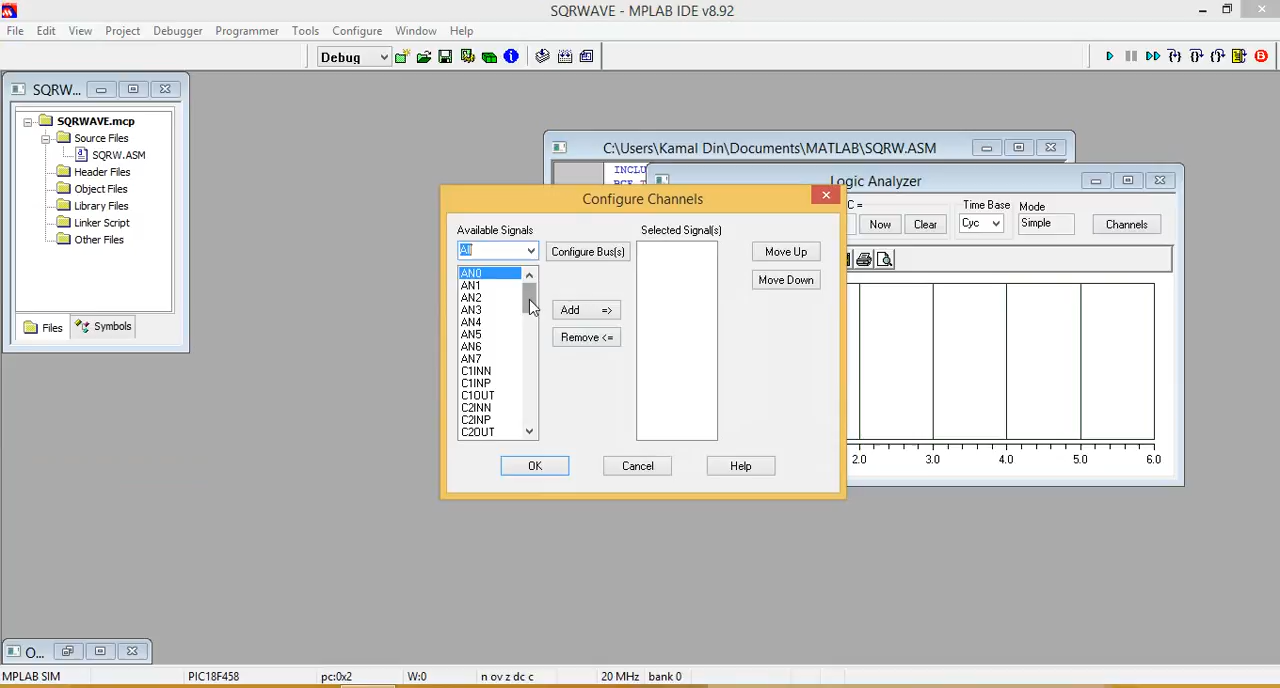 SQRWAVE - MPLAB IDE v8.92
File Edit View Project Debugger Programmer Tools Configure Window Help
Debug
SQRW...
SQRWAVE.mcp
Source Files
SQRW.ASM
Header Files
Object Files
Library Files
Linker Script
Other Files
Files Symbols
C:\Users\Kamal Din\Documents\MATLAB\SQRW.ASM
INCLU
Logic Analyzer
C =
Time Base
Mode
Now Clear Cyc Simple Channels
2.0 3.0 4.0 5.0 6.0
Configure Channels
Available Signals
Selected Signal(s)
All
Configure Bus(s)
Move Up
Move Down
AN0
AN1
AN2
AN3
AN4
AN5
AN6
AN7
C1INN
C1INP
C1OUT
C2INN
C2INP
C2OUT
Add =>
Remove <=
OK Cancel Help
O...
MPLAB SIM PIC18F458 pc:0x2 W:0 n ov z dc c 20 MHz bank 0